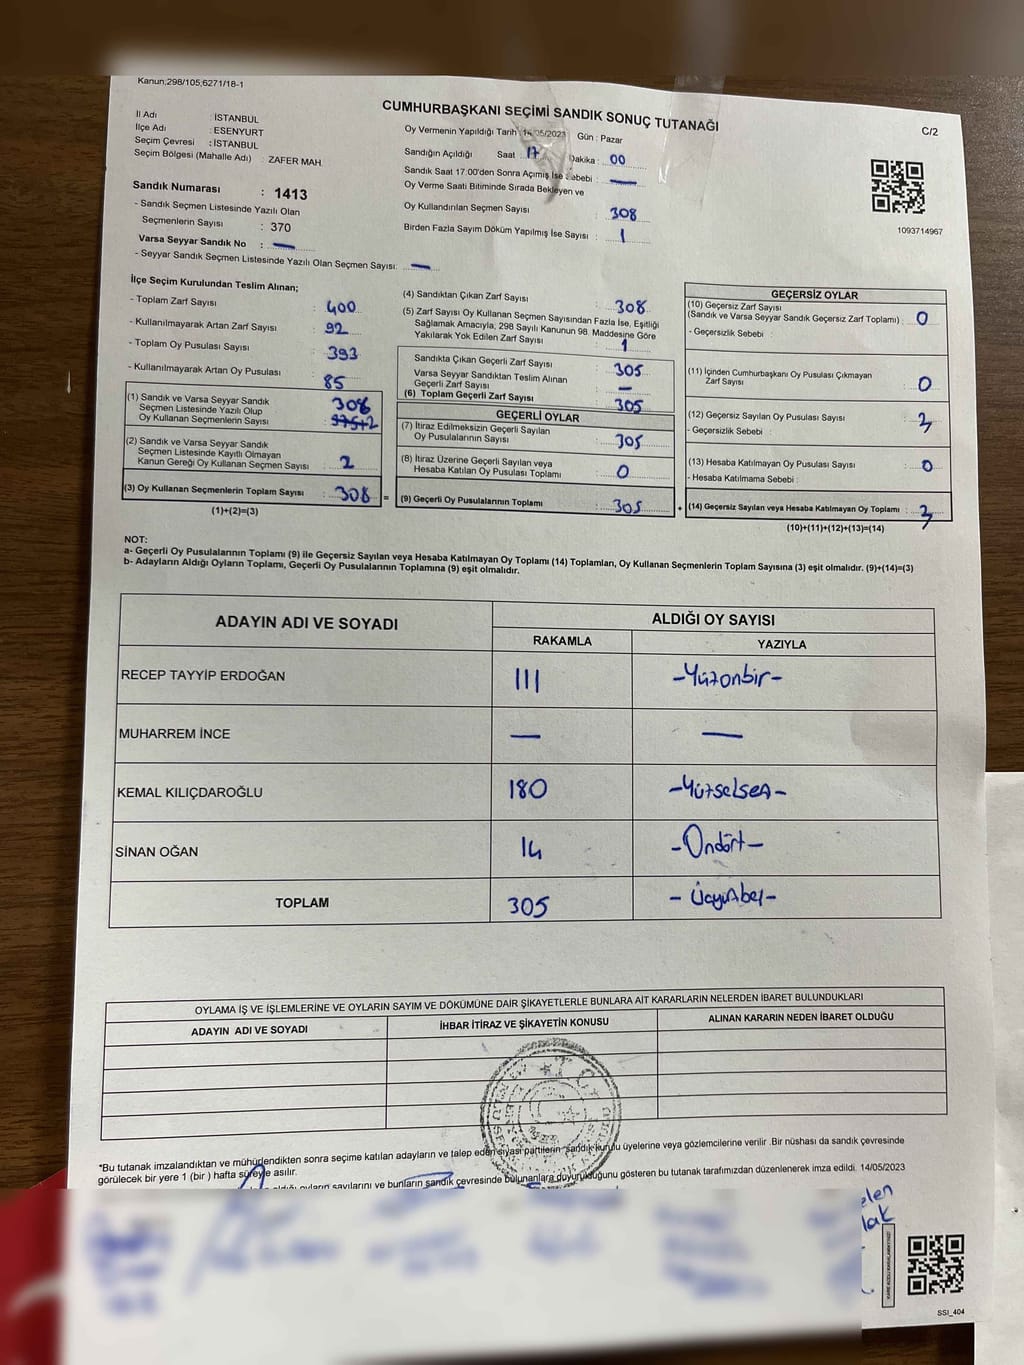 Kanun;298/105;6271/18-1
CUMHURBAŞKANI SEÇİMİ SANDIK SONUÇ TUTANAĞI
C/2
İl Adı : İSTANBUL
İlçe Adı : ESENYURT
Seçim Çevresi : İSTANBUL
Seçim Bölgesi (Mahalle Adı) : ZAFER MAH.
Sandık Numarası : 1413
- Sandık Seçmen Listesinde Yazılı Olan
Seçmenlerin Sayısı : 370
Varsa Seyyar Sandık No : —
- Seyyar Sandık Seçmen Listesinde Yazılı Olan Seçmen Sayısı: —
Oy Vermenin Yapıldığı Tarih 14/05/2023 Gün : Pazar
Sandığın Açıldığı Saat : 17 Dakika : 00
Sandık Saat 17.00'den Sonra Açımış İse Sebebi : —
Oy Verme Saati Bitiminde Sırada Bekleyen ve
Oy Kullandırılan Seçmen Sayısı : 308
Birden Fazla Sayım Döküm Yapılmış İse Sayısı : 1
1093714967
İlçe Seçim Kurulundan Teslim Alınan;
- Toplam Zarf Sayısı : 400
- Kullanılmayarak Artan Zarf Sayısı : 92
- Toplam Oy Pusulası Sayısı : 393
- Kullanılmayarak Artan Oy Pusulası : 85
(1) Sandık ve Varsa Seyyar Sandık
Seçmen Listesinde Yazılı Olup
Oy Kullanan Seçmenlerin Sayısı : 308
(2) Sandık ve Varsa Seyyar Sandık
Seçmen Listesinde Kayıtlı Olmayan
Kanun Gereği Oy Kullanan Seçmen Sayısı : 2
(3) Oy Kullanan Seçmenlerin Toplam Sayısı : 308 =
(1)+(2)=(3)
(4) Sandıktan Çıkan Zarf Sayısı : 308
(5) Zarf Sayısı Oy Kullanan Seçmen Sayısından Fazla İse, Eşitliği
Sağlamak Amacıyla, 298 Sayılı Kanunun 98. Maddesine Göre
Yakılarak Yok Edilen Zarf Sayısı : 1
Sandıkta Çıkan Geçerli Zarf Sayısı : 305
Varsa Seyyar Sandıktan Teslim Alınan
Geçerli Zarf Sayısı : —
(6) Toplam Geçerli Zarf Sayısı : 305
GEÇERLİ OYLAR
(7) İtiraz Edilmeksizin Geçerli Sayılan
Oy Pusulalarının Sayısı : 305
(8) İtiraz Üzerine Geçerli Sayılan veya
Hesaba Katılan Oy Pusulası Toplamı : 0
(9) Geçerli Oy Pusulalarının Toplamı : 305 +
GEÇERSİZ OYLAR
(10) Geçersiz Zarf Sayısı
(Sandık ve Varsa Seyyar Sandık Geçersiz Zarf Toplamı) : 0
- Geçersizlik Sebebi :
(11) İçinden Cumhurbaşkanı Oy Pusulası Çıkmayan
Zarf Sayısı : 0
(12) Geçersiz Sayılan Oy Pusulası Sayısı : 3
- Geçersizlik Sebebi :
(13) Hesaba Katılmayan Oy Pusulası Sayısı : 0
- Hesaba Katılmama Sebebi :
(14) Geçersiz Sayılan veya Hesaba Katılmayan Oy Toplamı : 3
(10)+(11)+(12)+(13)=(14)
NOT:
a- Geçerli Oy Pusulalarının Toplamı (9) ile Geçersiz Sayılan veya Hesaba Katılmayan Oy Toplamı (14) Toplamları, Oy Kullanan Seçmenlerin Toplam Sayısına (3) eşit olmalıdır. (9)+(14)=(3)
b- Adayların Aldığı Oyların Toplamı, Geçerli Oy Pusulalarının Toplamına (9) eşit olmalıdır.
ADAYIN ADI VE SOYADI ALDIĞI OY SAYISI
RAKAMLA YAZIYLA
RECEP TAYYİP ERDOĞAN 111 -Yüzonbir-
MUHARREM İNCE — —
KEMAL KILIÇDAROĞLU 180 -Yüzseksen-
SİNAN OĞAN 14 -Ondört-
TOPLAM 305 -Üçyüzbeş-
OYLAMA İŞ VE İŞLEMLERİNE VE OYLARIN SAYIM VE DÖKÜMÜNE DAİR ŞİKAYETLERLE BUNLARA AİT KARARLARIN NELERDEN İBARET BULUNDUKLARI
ADAYIN ADI VE SOYADI İHBAR İTİRAZ VE ŞİKAYETİN KONUSU ALINAN KARARIN NEDEN İBARET OLDUĞU
*Bu tutanak imzalandıktan ve mühürlendikten sonra seçime katılan adayların ve talep eden siyasi partilerin sandık kurulu üyelerine veya gözlemcilerine verilir .Bir nüshası da sandık çevresinde
görülecek bir yere 1 (bir ) hafta süreyle asılır.
aldığı oyların sayılarını ve bunların sandık çevresinde bulunanlara duyurulduğunu gösteren bu tutanak tarafımızdan düzenlenerek imza edildi. 14/05/2023
SSI_404